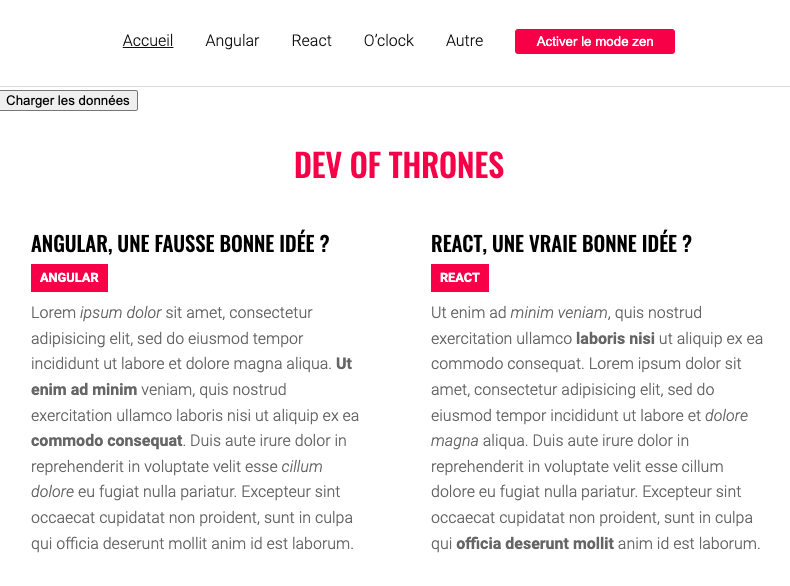 Accueil Angular React O’clock Autre Activer le mode zen
Charger les données
DEV OF THRONES
ANGULAR, UNE FAUSSE BONNE IDÉE ?
ANGULAR
Lorem ipsum dolor sit amet, consectetur
adipisicing elit, sed do eiusmod tempor
incididunt ut labore et dolore magna aliqua. Ut
enim ad minim veniam, quis nostrud
exercitation ullamco laboris nisi ut aliquip ex ea
commodo consequat. Duis aute irure dolor in
reprehenderit in voluptate velit esse cillum
dolore eu fugiat nulla pariatur. Excepteur sint
occaecat cupidatat non proident, sunt in culpa
qui officia deserunt mollit anim id est laborum.
REACT, UNE VRAIE BONNE IDÉE ?
REACT
Ut enim ad minim veniam, quis nostrud
exercitation ullamco laboris nisi ut aliquip ex ea
commodo consequat. Lorem ipsum dolor sit
amet, consectetur adipisicing elit, sed do
eiusmod tempor incididunt ut labore et dolore
magna aliqua. Duis aute irure dolor in
reprehenderit in voluptate velit esse cillum
dolore eu fugiat nulla pariatur. Excepteur sint
occaecat cupidatat non proident, sunt in culpa
qui officia deserunt mollit anim id est laborum.